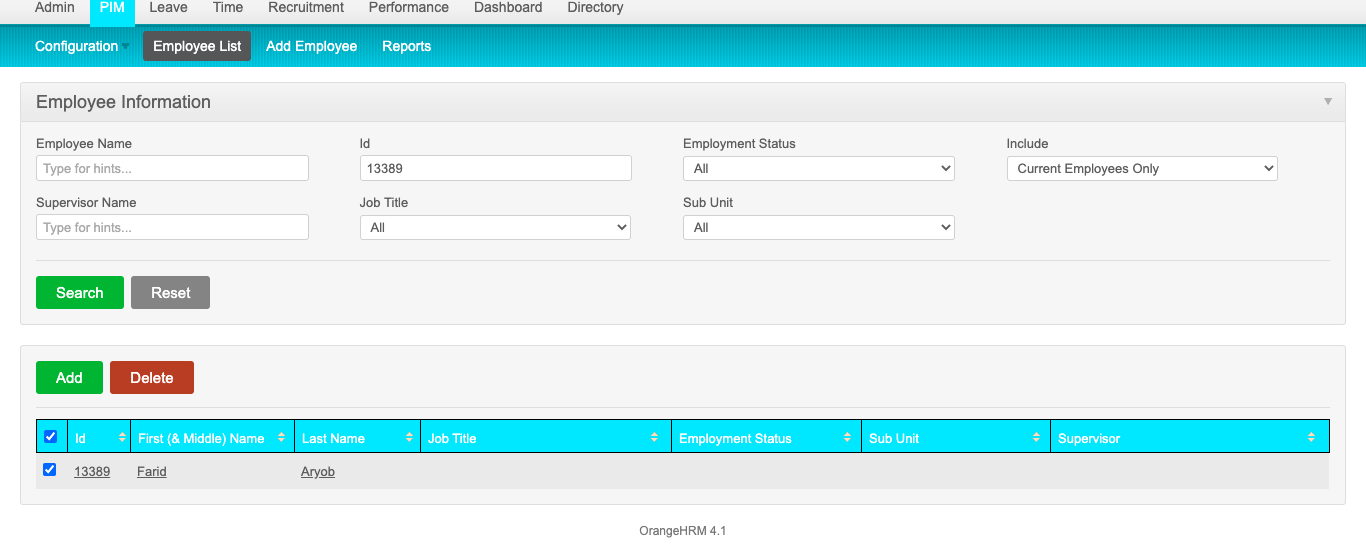 Admin PIM Leave Time Recruitment Performance Dashboard Directory
Configuration Employee List Add Employee Reports
Employee Information
Employee Name Id Employment Status Include
Type for hints... 13389 All Current Employees Only
Supervisor Name Job Title Sub Unit
Type for hints... All All
Search Reset
Add Delete
Id First (& Middle) Name Last Name Job Title Employment Status Sub Unit Supervisor
13389 Farid Aryob
OrangeHRM 4.1